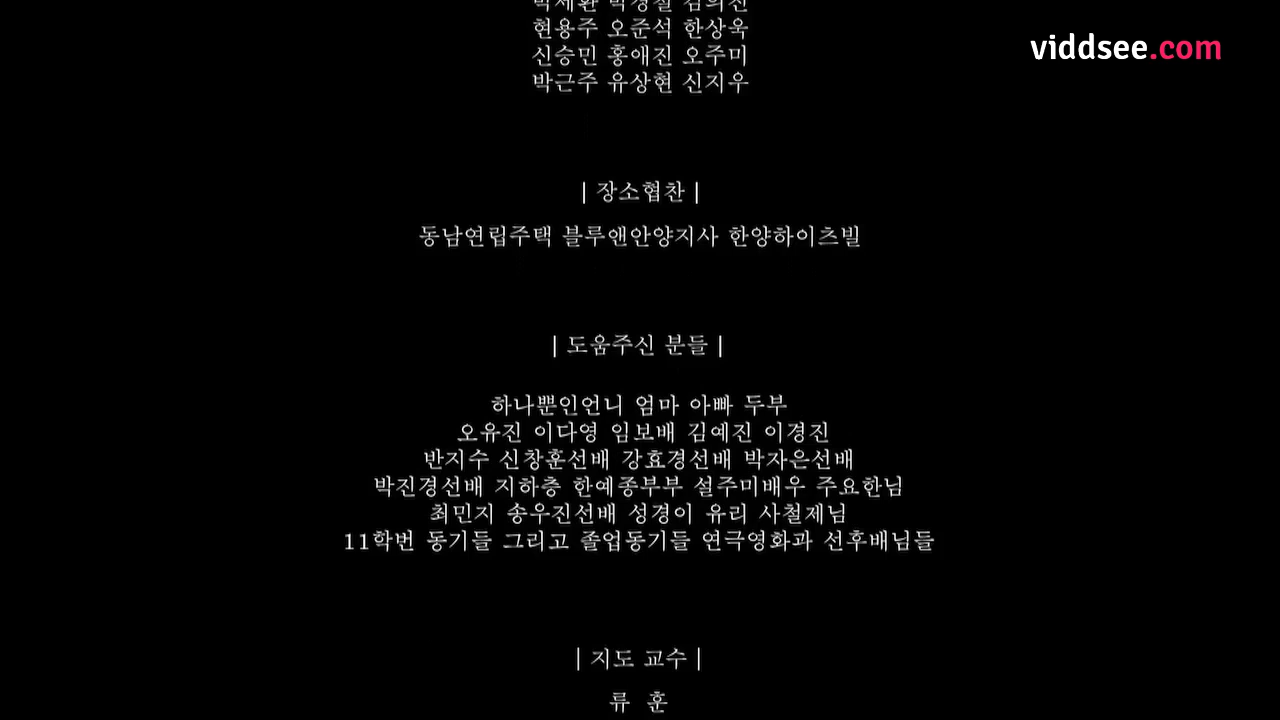 박세환 박경철 김의진
현용주 오준석 한상욱
신승민 홍애진 오주미
박근주 유상현 신지우
viddsee.com
| 장소협찬 |
동남연립주택 블루앤안양지사 한양하이츠빌
| 도움주신 분들 |
하나뿐인언니 엄마 아빠 두부
오유진 이다영 임보배 김예진 이경진
반지수 신창훈선배 강효경선배 박자은선배
박진경선배 지하층 한예종부부 설주미배우 주요한님
최민지 송우진선배 성경이 유리 사철제님
11학번 동기들 그리고 졸업동기들 연극영화과 선후배님들
| 지도 교수 |
류 훈